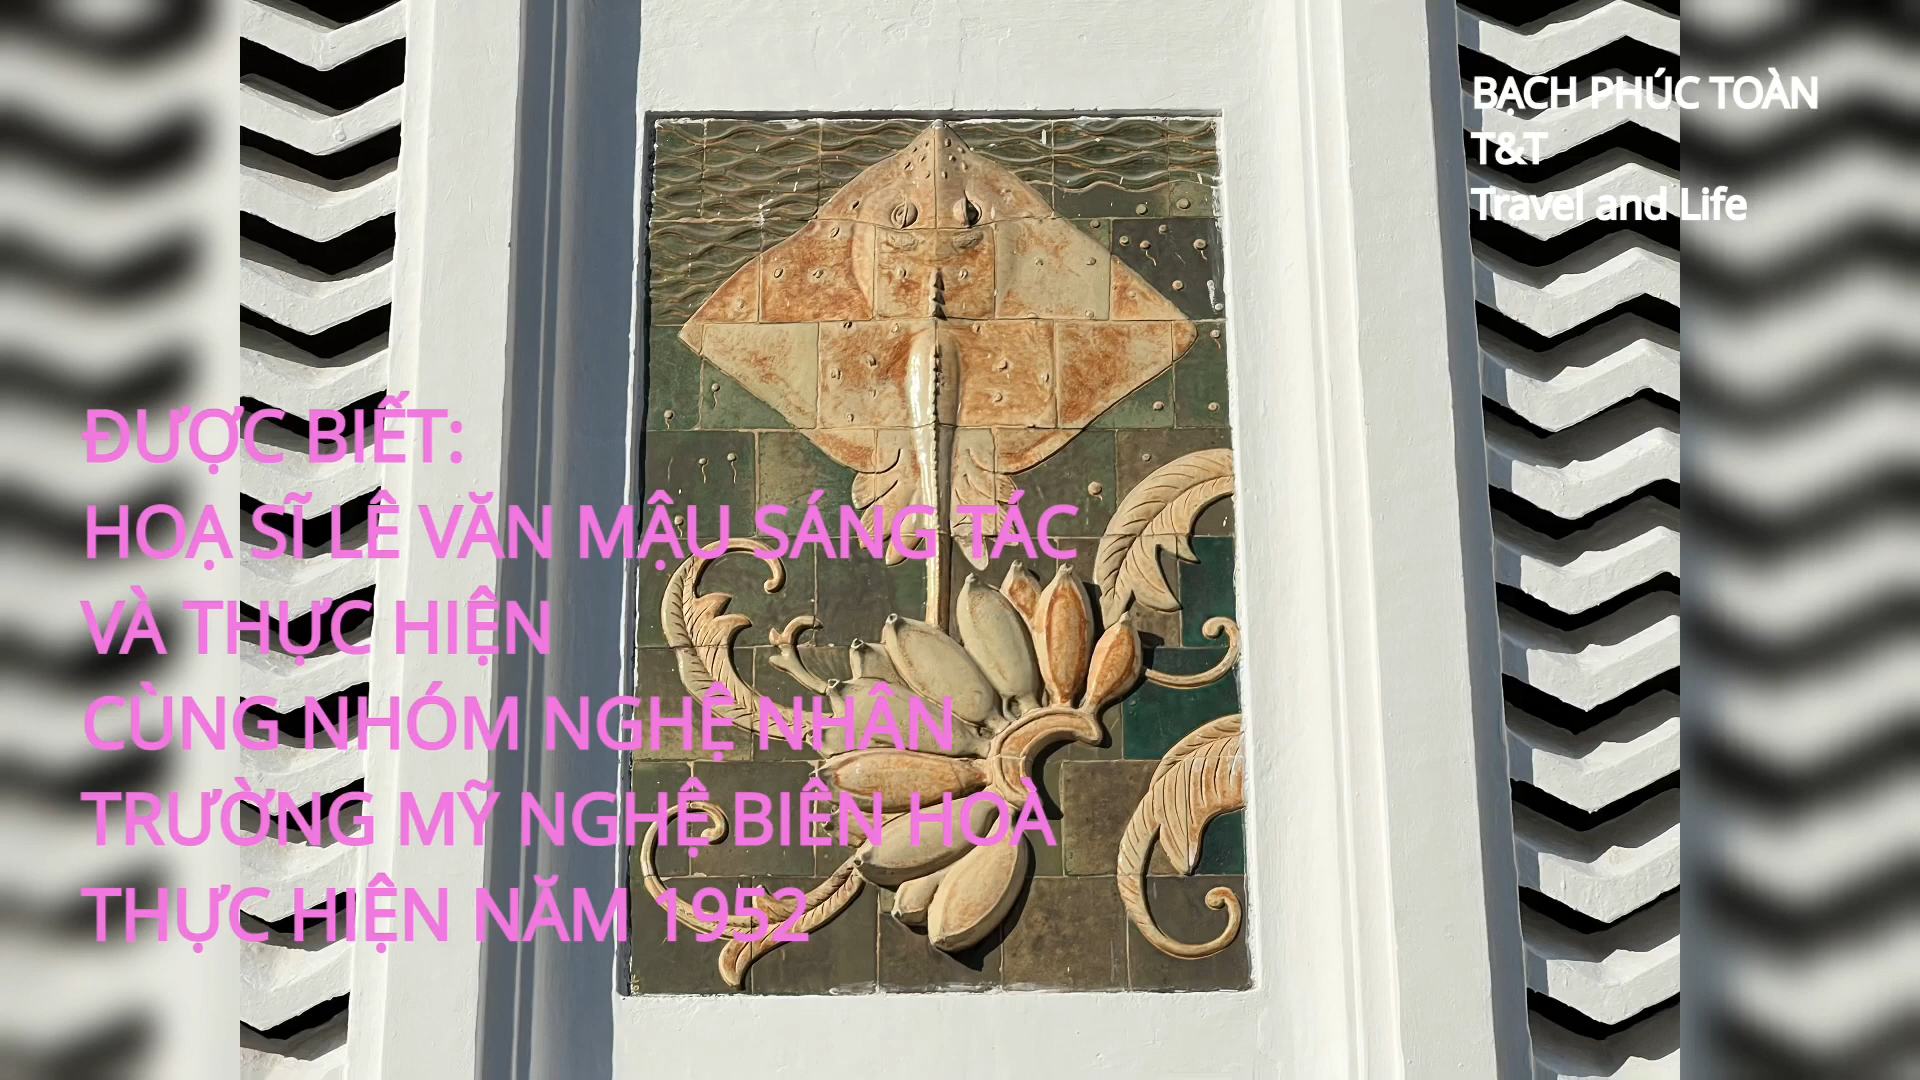 BẠCH PHÚC TOÀN
T&T
Travel and Life
ĐƯỢC BIẾT:
HOẠ SĨ LÊ VĂN MẬU SÁNG TÁC
VÀ THỰC HIỆN
CÙNG NHÓM NGHỆ NHÂN
TRƯỜNG MỸ NGHỆ BIÊN HOÀ
THỰC HIỆN NĂM 1952